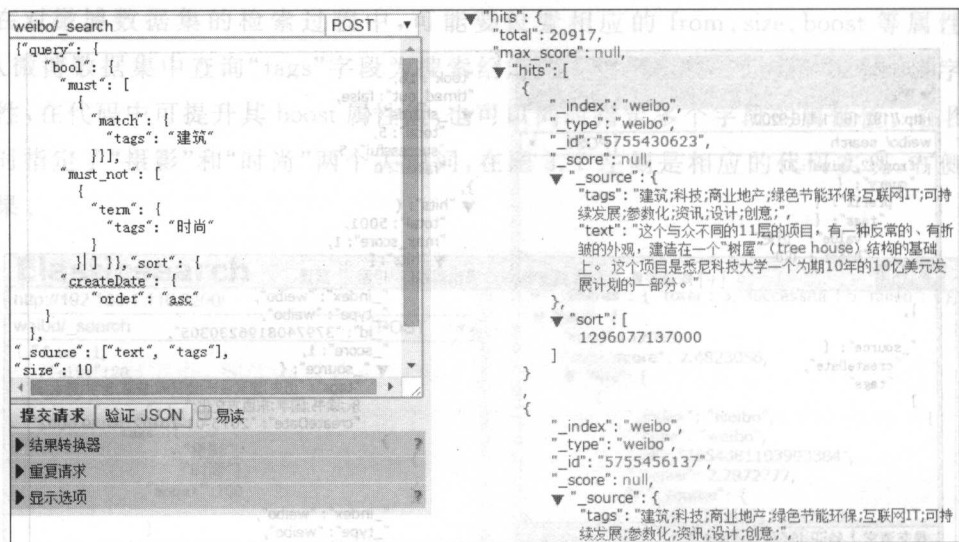 weibo/_search
POST
{"query": {
"bool": {
"must": [
{
"match": {
"tags": "建筑"
}}],
"must_not": [
{
"term": {
"tags": "时尚"
}
}] }},"sort": {
createDate": {
"order": "asc"
}
},
"_source": ["text", "tags"],
"size": 10
提交请求 验证 JSON 易读
结果转换器 ?
重复请求
显示选项 ?
"hits": {
"total": 20917,
"max_score": null,
"hits": [
{
"_index": "weibo",
"_type": "weibo",
"_id": "5755430623",
"_score": null,
"_source": {
"tags": "建筑;科技;商业地产;绿色节能环保;互联网IT;可持
续发展;参数化;资讯;设计;创意;",
"text": "这个与众不同的11层的项目，有一种反常的、有折
皱的外观，建造在一个“树屋”（tree house）结构的基础
上。 这个项目是悉尼科技大学一个为期10年的10亿美元发
展计划的一部分。"
},
"sort": [
1296077137000
]
}
,
{
"_index": "weibo",
"_type": "weibo",
"_id": "5755456137",
"_score": null,
"_source": {
"tags": "建筑;科技;商业地产;绿色节能环保;互联网IT;可持
续发展;参数化;资讯;设计;创意;",